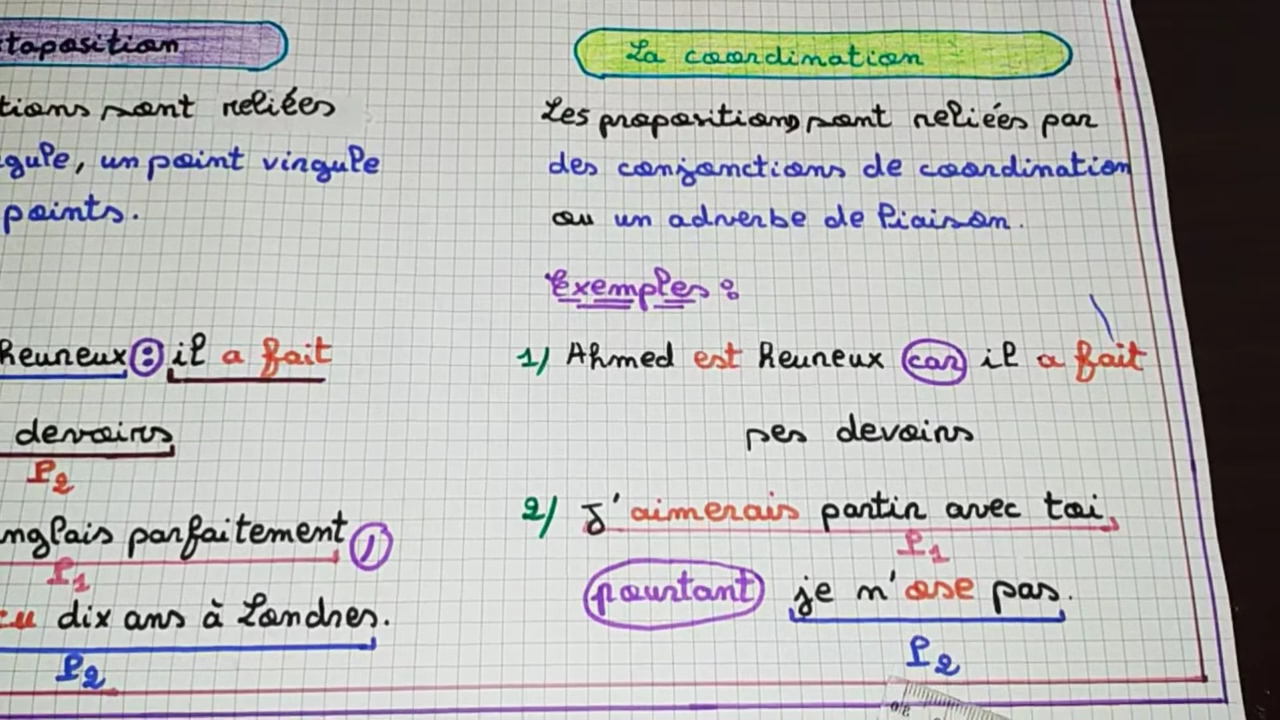 taposition
tions sont reliées
gule, un point virgule
points.
heureux : il a fait
devoirs
P2
nglais parfaitement ,
P1
cu dix ans à Londres.
P2
La coordination
Les propositions sont reliées par
des conjonctions de coordination
ou un adverbe de liaison.
Exemples :
1) Ahmed est heureux car il a fait
ses devoirs
2) J'aimerais partir avec toi,
P1
pourtant je n'ose pas.
P2